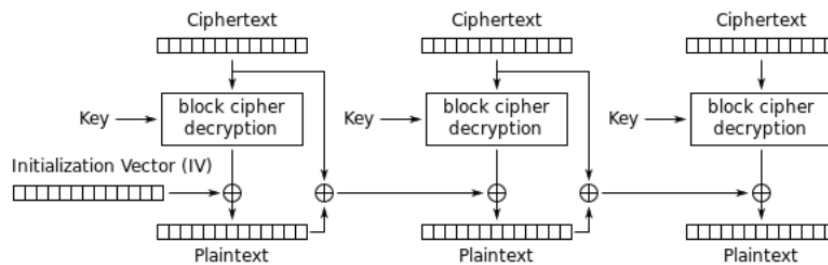 Ciphertext
Ciphertext
Ciphertext
Key
block cipher
decryption
Key
block cipher
decryption
Key
block cipher
decryption
Initialization Vector (IV)
Plaintext
Plaintext
Plaintext